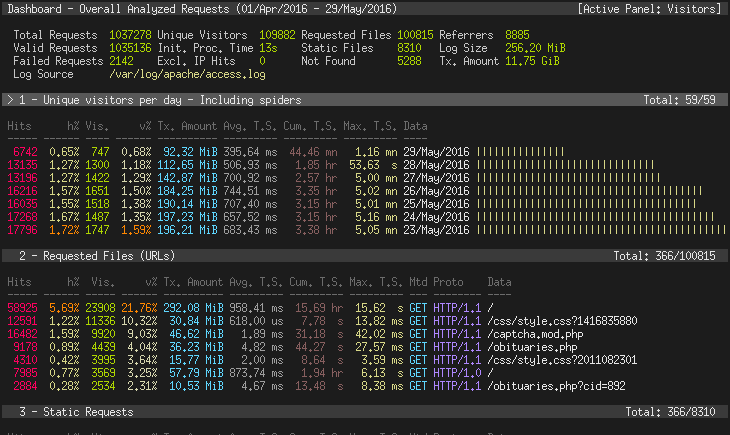 Dashboard - Overall Analyzed Requests (01/Apr/2016 - 29/May/2016) [Active Panel: Visitors]
Total Requests 1037278 Unique Visitors 109882 Requested Files 100815 Referrers 8885
Valid Requests 1035136 Init. Proc. Time 13s Static Files 8310 Log Size 256.20 MiB
Failed Requests 2142 Excl. IP Hits 0 Not Found 5288 Tx. Amount 11.75 GiB
Log Source /var/log/apache/access.log
> 1 - Unique visitors per day - Including spiders Total: 59/59
Hits h% Vis. v% Tx. Amount Avg. T.S. Cum. T.S. Max. T.S. Data
---- ----- ---- ----- ---------- --------- --------- --------- ----
6742 0.65% 747 0.68% 92.32 MiB 395.64 ms 44.46 mn 1.16 mn 29/May/2016 |||||||||||||||
13135 1.27% 1300 1.18% 112.65 MiB 506.93 ms 1.85 hr 53.63 s 28/May/2016 ||||||||||||||||||||||||||||||
13196 1.27% 1422 1.29% 142.87 MiB 700.92 ms 2.57 hr 5.00 mn 27/May/2016 |||||||||||||||||||||||||||||||
16216 1.57% 1651 1.50% 184.25 MiB 744.51 ms 3.35 hr 5.02 mn 26/May/2016 ||||||||||||||||||||||||||||||||||||||
16035 1.55% 1518 1.38% 190.14 MiB 707.40 ms 3.15 hr 5.01 mn 25/May/2016 |||||||||||||||||||||||||||||||||||||
17268 1.67% 1487 1.35% 197.23 MiB 657.52 ms 3.15 hr 5.16 mn 24/May/2016 ||||||||||||||||||||||||||||||||||||||||
17796 1.72% 1747 1.59% 196.21 MiB 683.43 ms 3.38 hr 5.05 mn 23/May/2016 ||||||||||||||||||||||||||||||||||||||||||
2 - Requested Files (URLs) Total: 366/100815
Hits h% Vis. v% Tx. Amount Avg. T.S. Cum. T.S. Max. T.S. Mtd Proto Data
---- ----- ---- ----- ---------- --------- --------- --------- --- -------- ----
58925 5.69% 23908 21.76% 292.08 MiB 958.41 ms 15.69 hr 15.62 s GET HTTP/1.1 /
12591 1.22% 11336 10.32% 30.84 MiB 618.00 us 7.78 s 13.82 ms GET HTTP/1.1 /css/style.css?1416835880
16482 1.59% 9920 9.03% 46.62 MiB 1.89 ms 31.18 s 42.02 ms GET HTTP/1.1 /captcha.mod.php
9178 0.89% 4439 4.04% 36.23 MiB 4.82 ms 44.27 s 27.57 ms GET HTTP/1.1 /obituaries.php
4310 0.42% 3995 3.64% 15.77 MiB 2.00 ms 8.64 s 3.59 ms GET HTTP/1.1 /css/style.css?2011082301
7985 0.77% 3569 3.25% 57.79 MiB 873.74 ms 1.94 hr 6.13 s GET HTTP/1.0 /
2884 0.28% 2534 2.31% 10.53 MiB 4.67 ms 13.48 s 8.38 ms GET HTTP/1.1 /obituaries.php?cid=892
3 - Static Requests Total: 366/8310